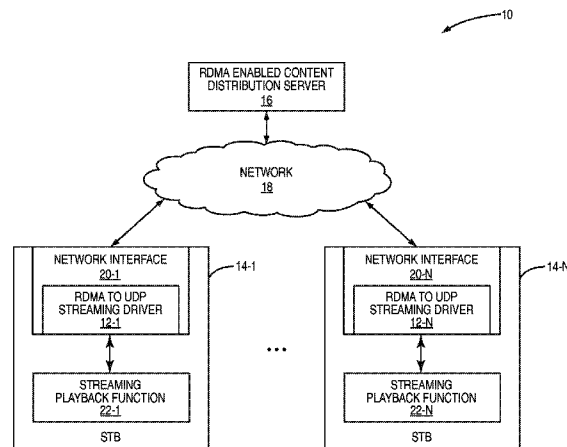 10
RDMA ENABLED CONTENT
DISTRIBUTION SERVER
16
NETWORK
18
NETWORK INTERFACE
20-1
RDMA TO UDP
STREAMING DRIVER
12-1
STREAMING
PLAYBACK FUNCTION
22-1
STB
14-1
...
NETWORK INTERFACE
20-N
RDMA TO UDP
STREAMING DRIVER
12-N
STREAMING
PLAYBACK FUNCTION
22-N
STB
14-N